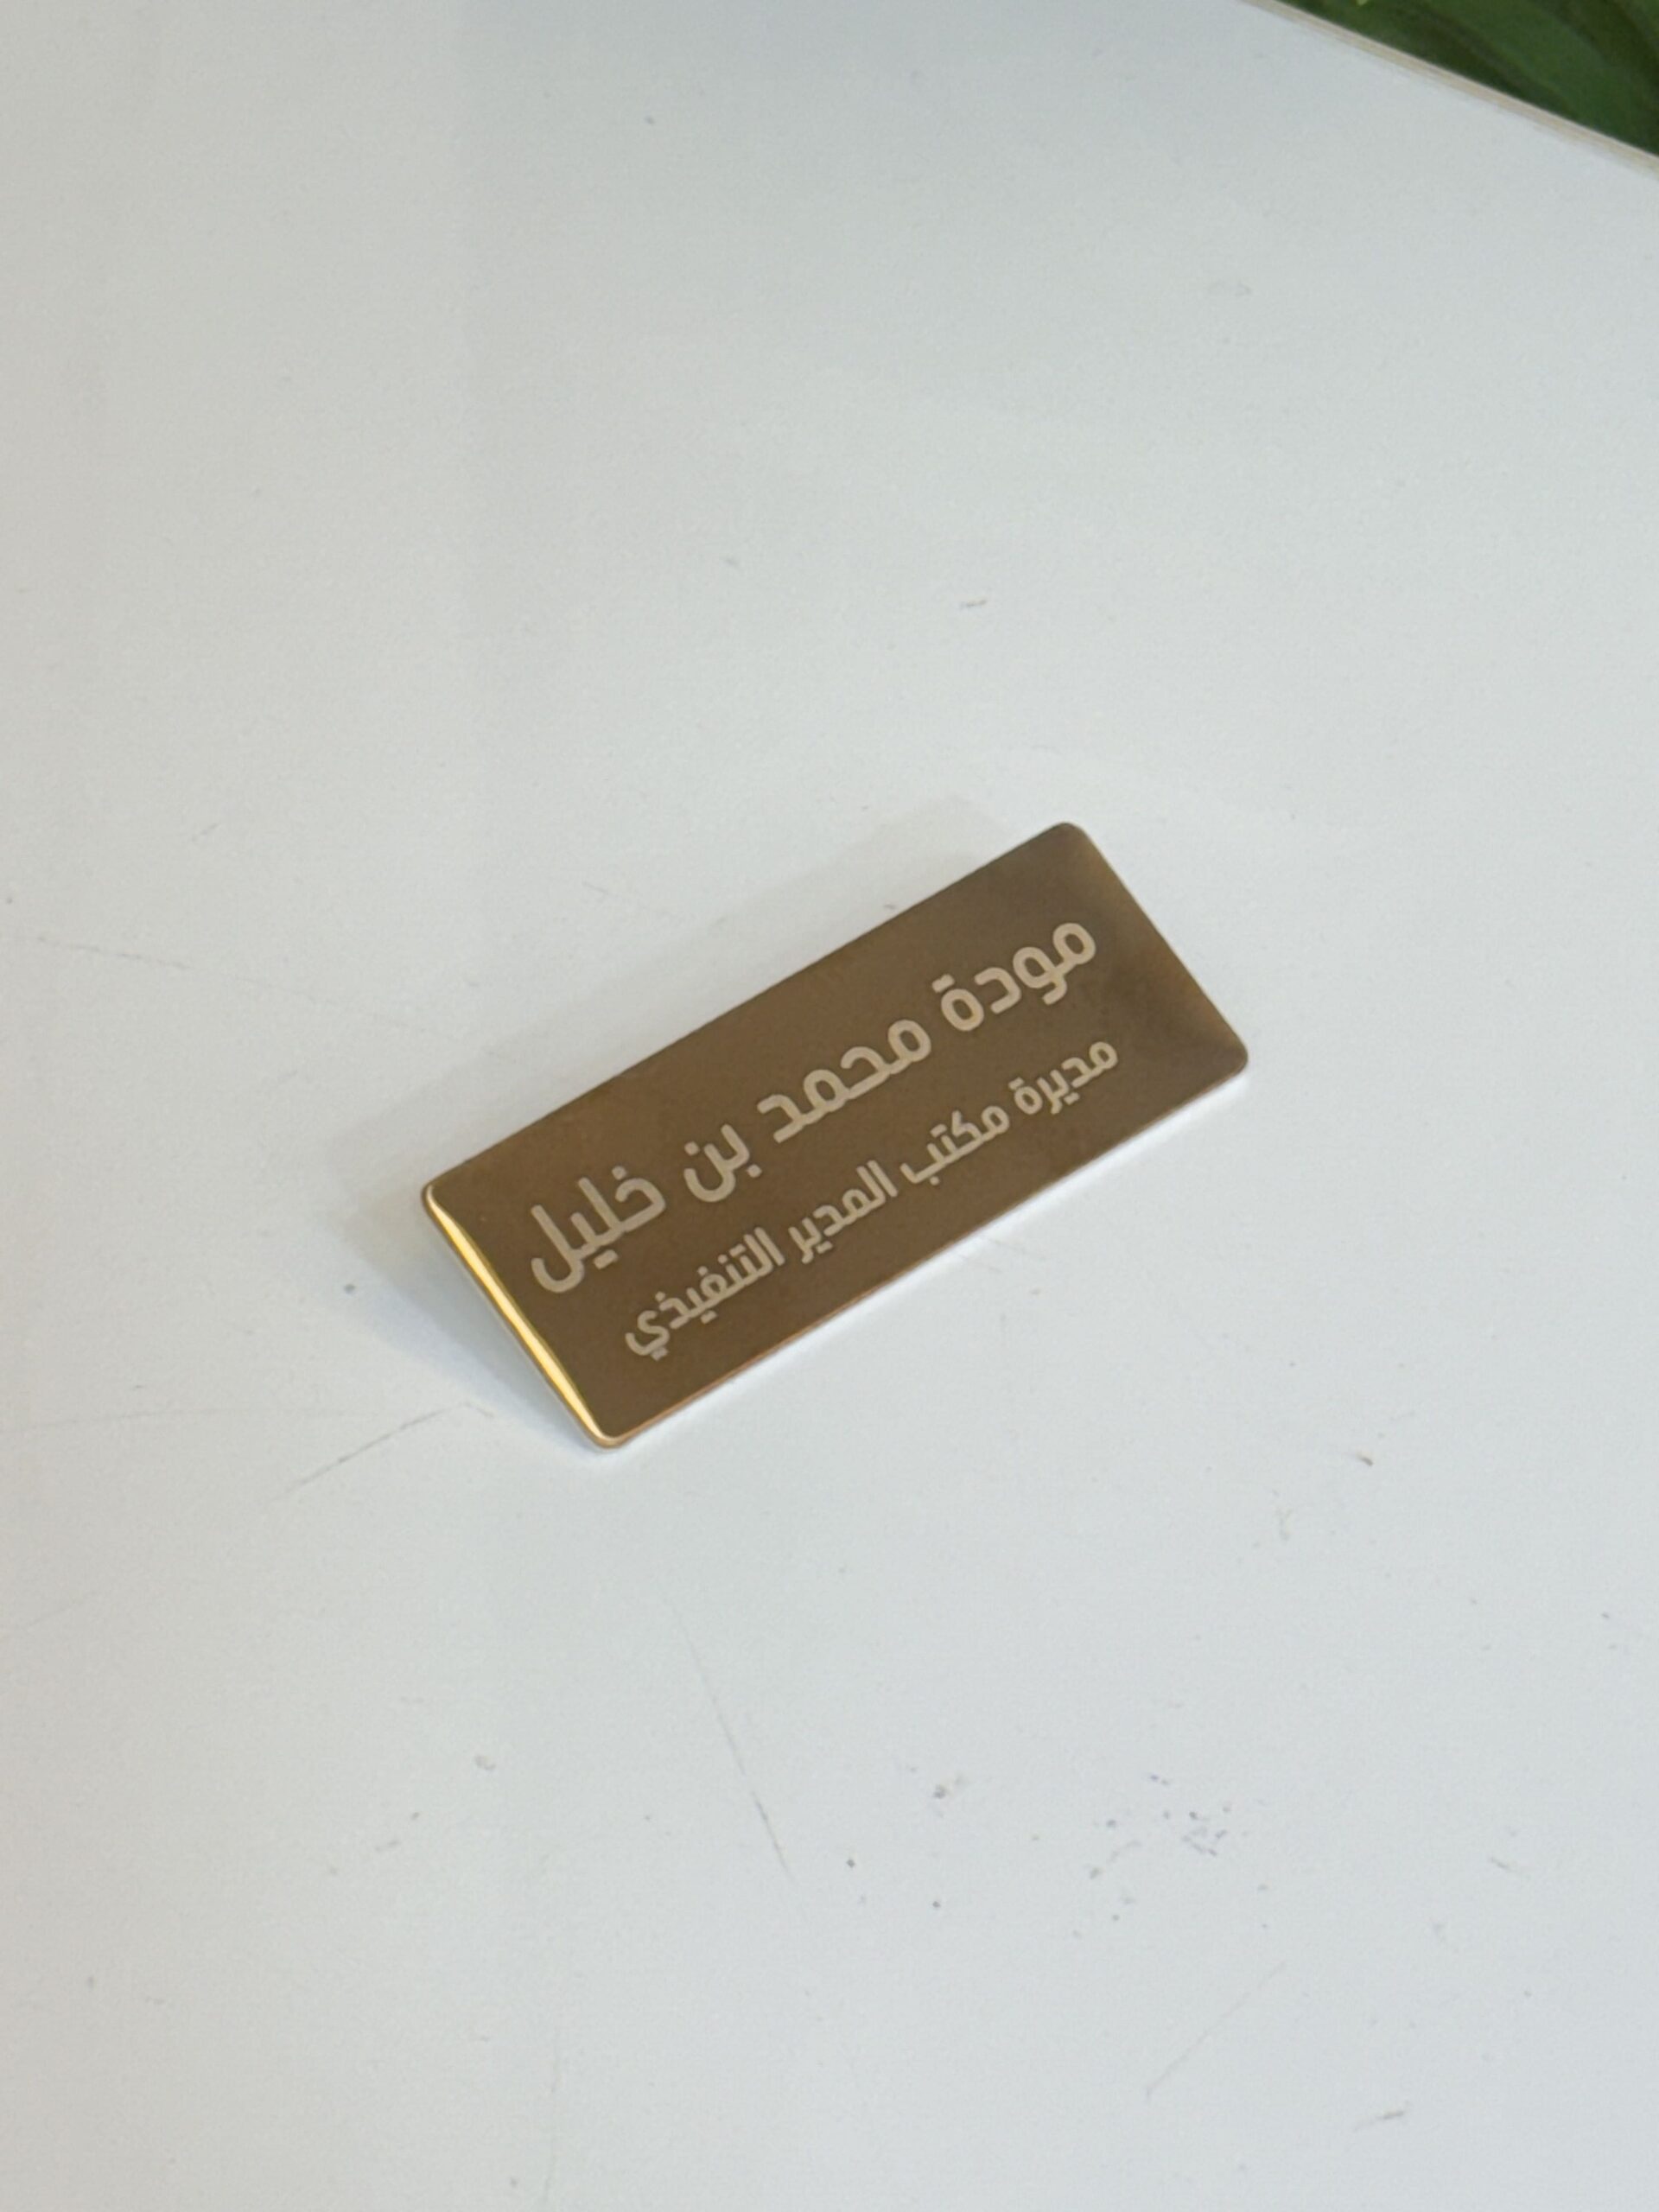 مودة محمد بن خليل
مديرة مكتب المدير التنفيذي